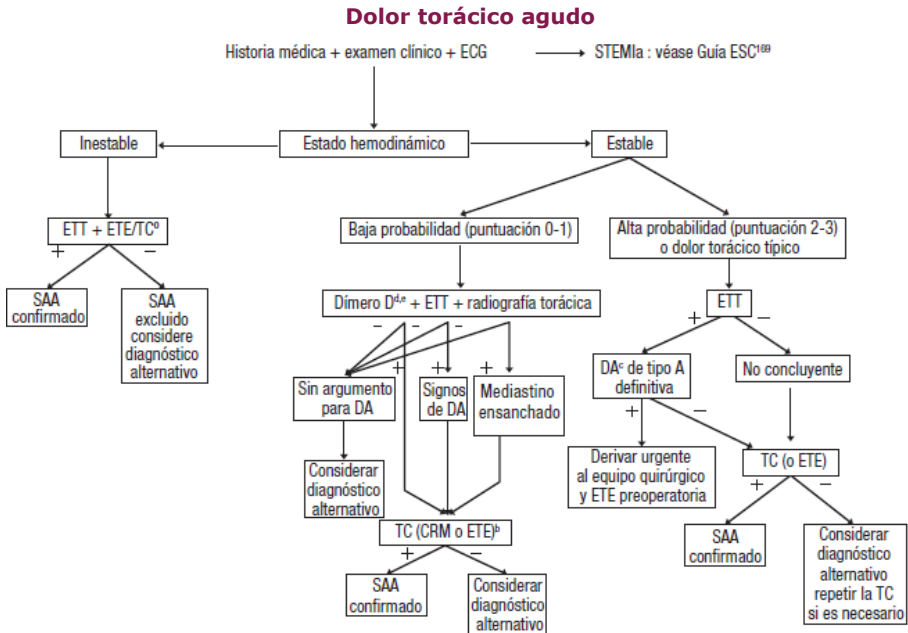 Dolor torácico agudo
Historia médica + examen clínico + ECG
STEMIa : véase Guía ESC¹⁶⁹
Inestable
Estado hemodinámico
Estable
ETT + ETE/TCº
Baja probabilidad (puntuación 0-1)
Alta probabilidad (puntuación 2-3)
o dolor torácico típico
+
–
SAA
confirmado
SAA
excluido
considere
diagnóstico
alternativo
Dímero Dᵈ,ᵉ + ETT + radiografía torácica
ETT
–
–
–
+
+
+
+
–
Sin argumento
para DA
Signos
de DA
Mediastino
ensanchado
DAᶜ de tipo A
definitiva
No concluyente
+
–
Considerar
diagnóstico
alternativo
Derivar urgente
al equipo quirúrgico
y ETE preoperatoria
TC (o ETE)
+
–
TC (CRM o ETE)ᵇ
+
–
SAA
confirmado
Considerar
diagnóstico
alternativo
repetir la TC
si es necesario
SAA
confirmado
Considerar
diagnóstico
alternativo